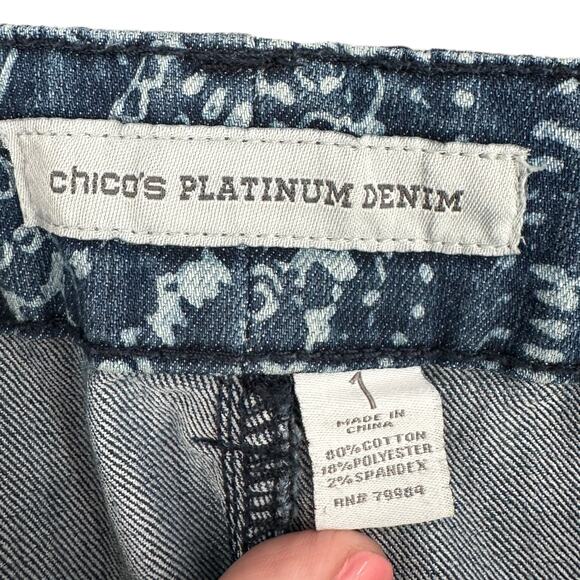 chico's PLATINUM DENIM
1
MADE IN
CHINA
80% COTTON
18% POLYESTER
2% SPANDEX
RN# 79984